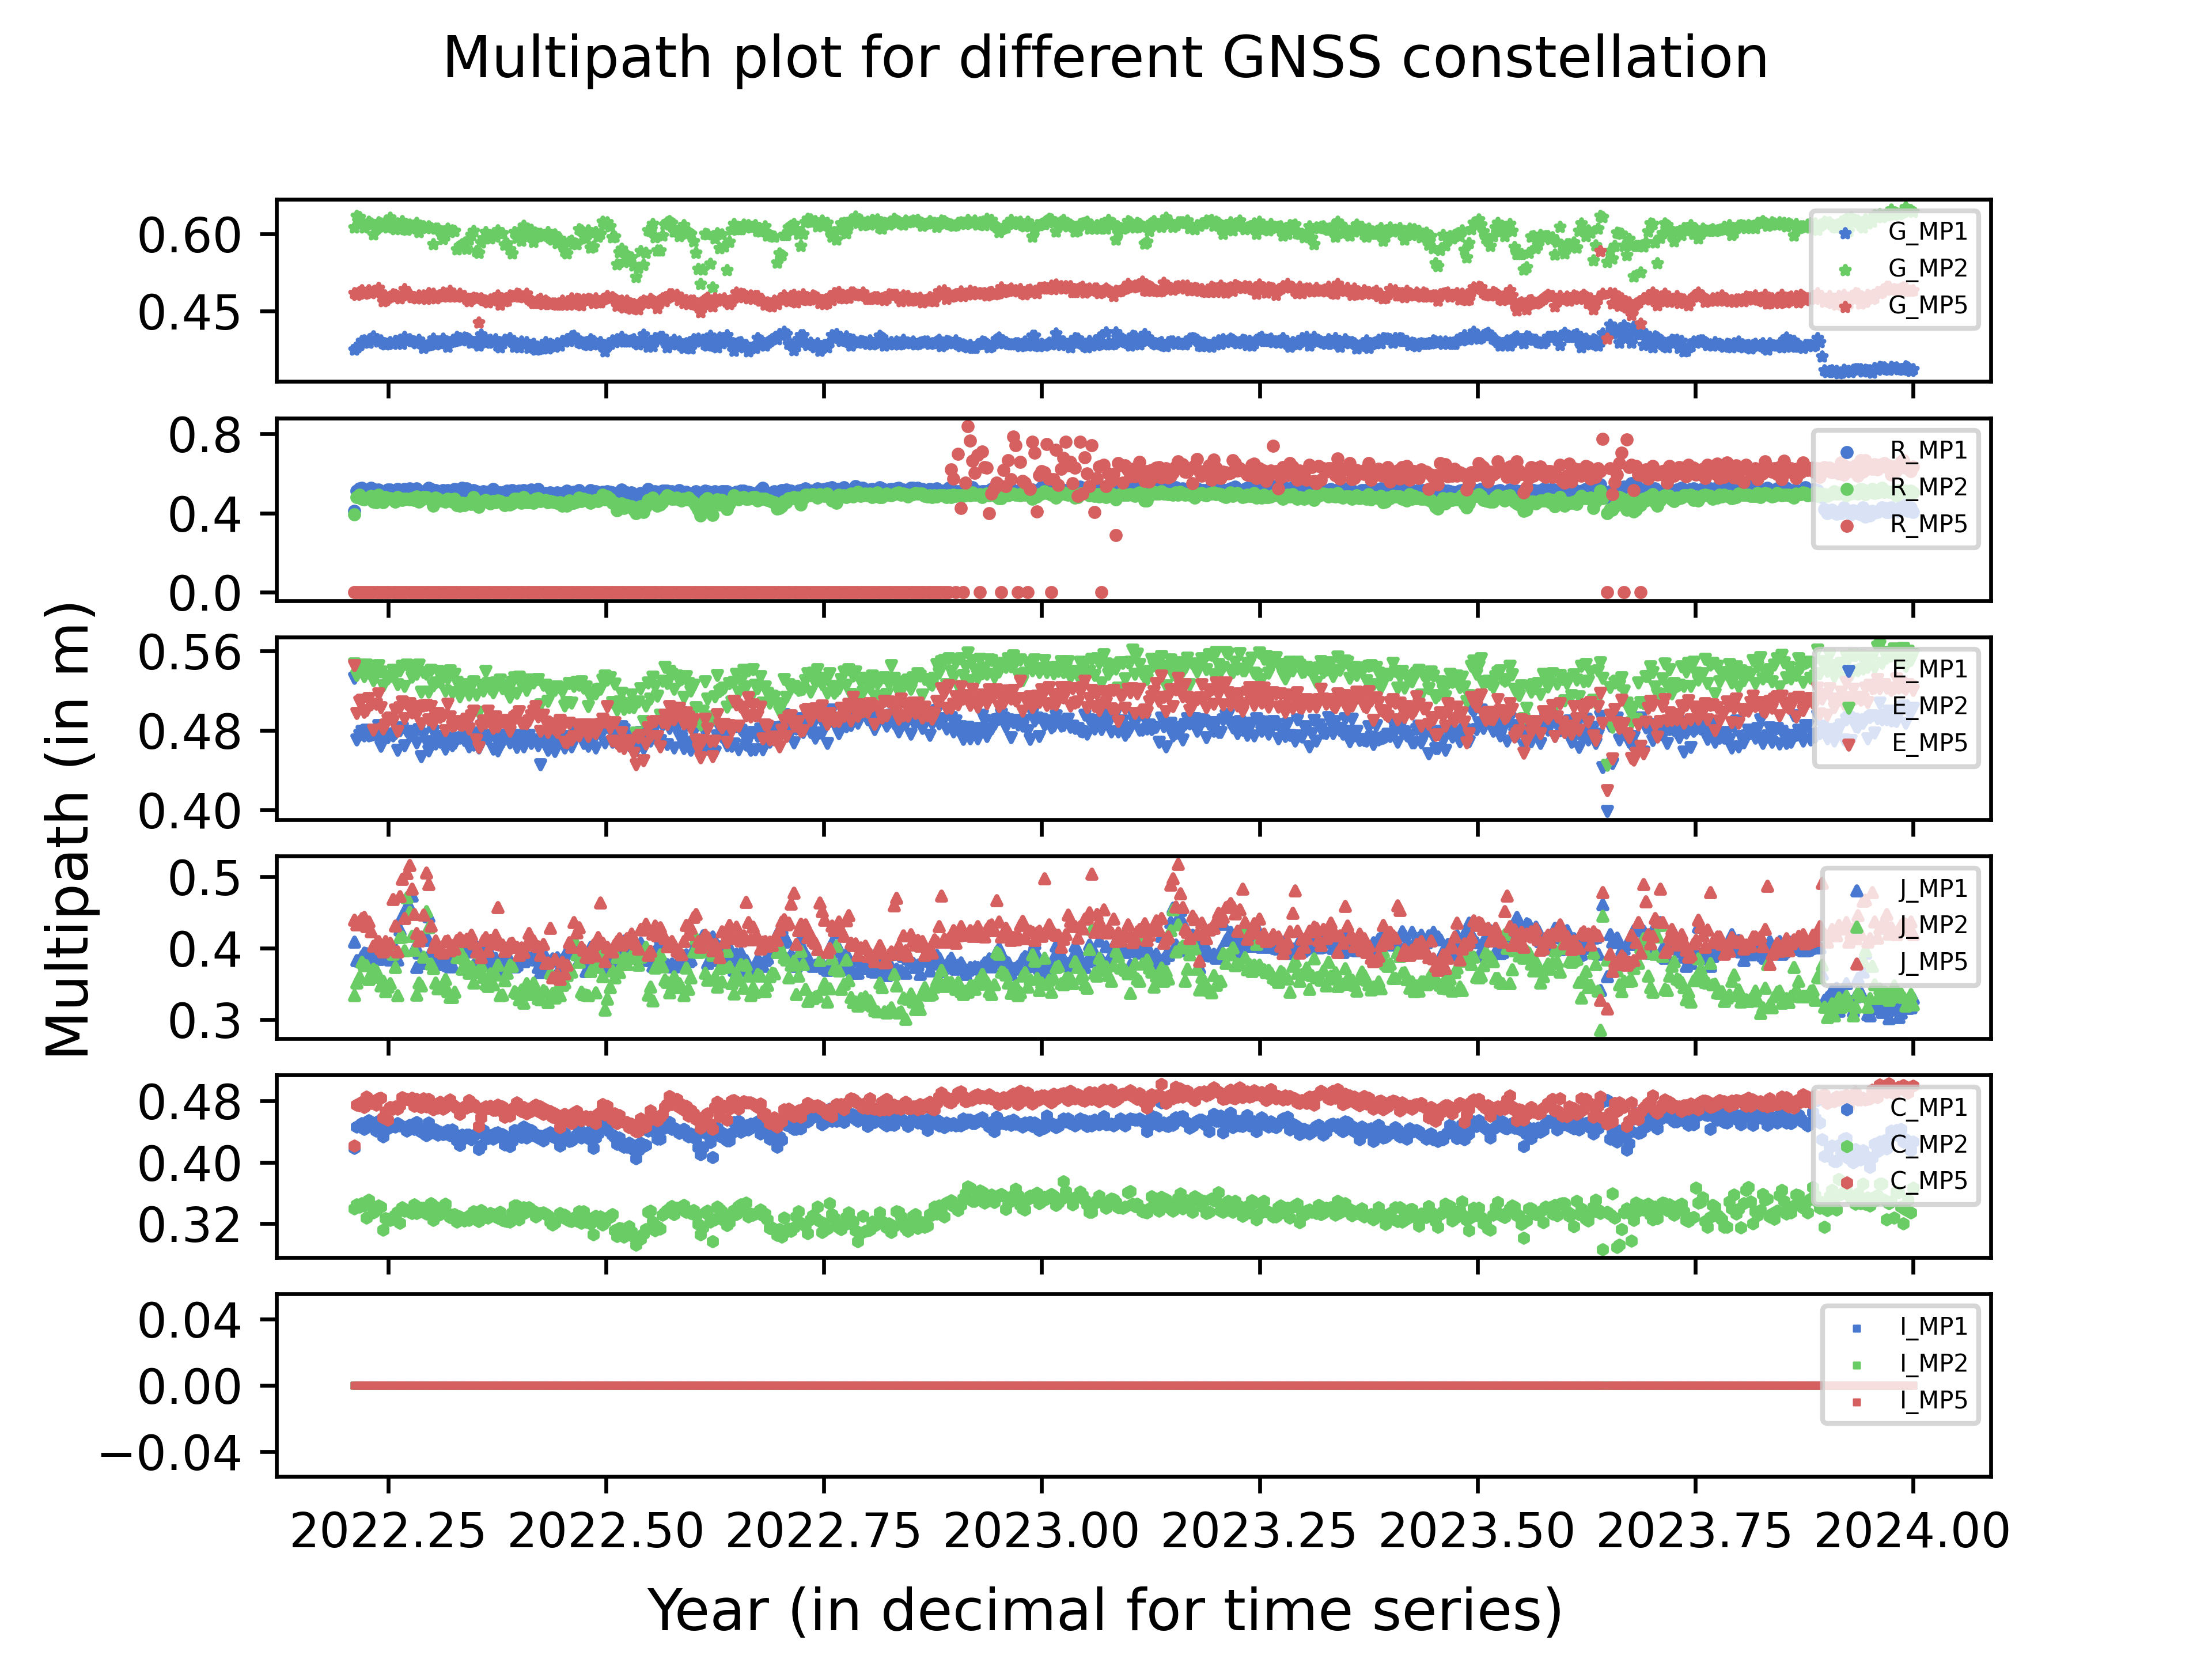 Multipath plot for different GNSS constellation
0.60
0.45
G_MP1
G_MP2
G_MP5
0.8
0.4
0.0
R_MP1
R_MP2
R_MP5
0.56
0.48
0.40
E_MP1
E_MP2
E_MP5
0.5
0.4
0.3
J_MP1
J_MP2
J_MP5
0.48
0.40
0.32
C_MP1
C_MP2
C_MP5
0.04
0.00
−0.04
I_MP1
I_MP2
I_MP5
Multipath (in m)
2022.25 2022.50 2022.75 2023.00 2023.25 2023.50 2023.75 2024.00
Year (in decimal for time series)